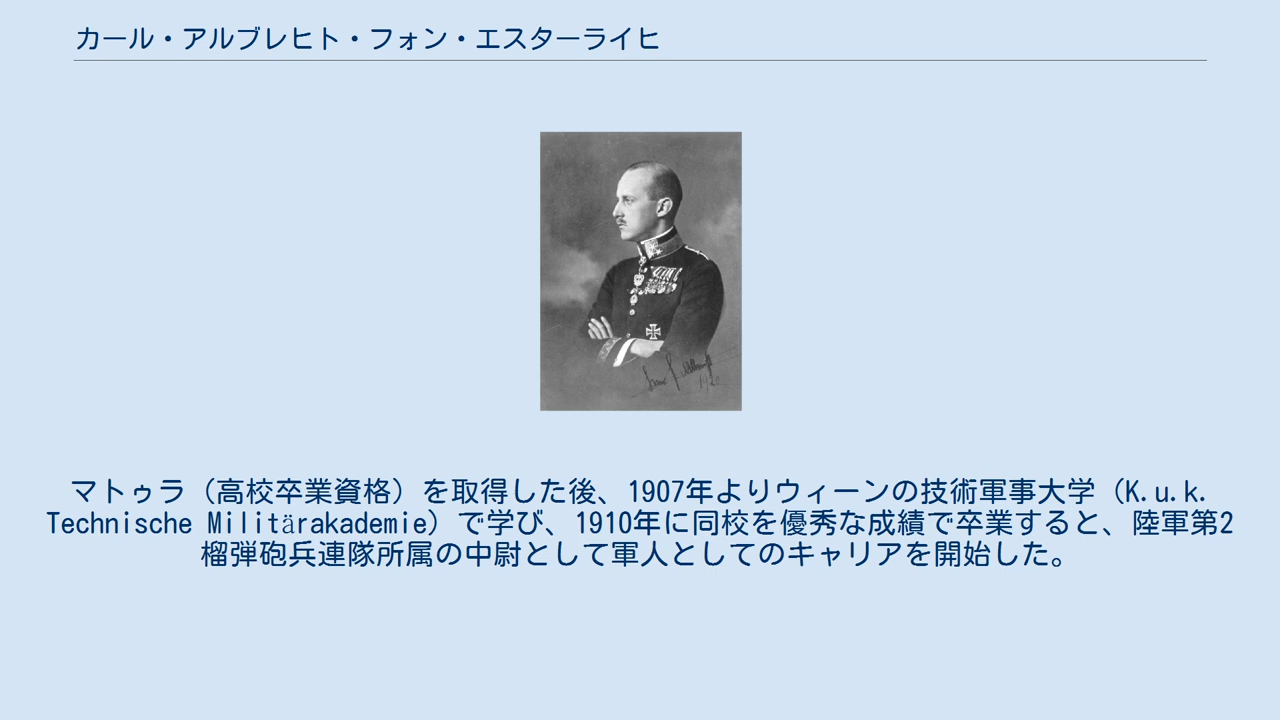 カール・アルブレヒト・フォン・エスターライヒ
マトゥラ（高校卒業資格）を取得した後、1907年よりウィーンの技術軍事大学（K.u.k.
Technische Militärakademie）で学び、1910年に同校を優秀な成績で卒業すると、陸軍第2
榴弾砲兵連隊所属の中尉として軍人としてのキャリアを開始した。